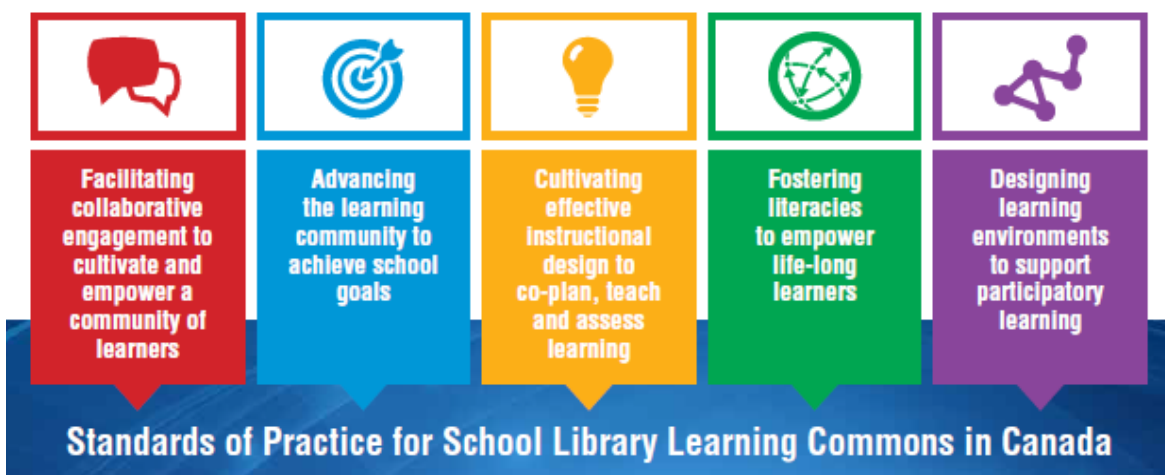 Facilitating
collaborative
engagement to
cultivate and
empower a
community of
learners
Advancing
the learning
community to
achieve school
goals
Cultivating
effective
instructional
design to
co-plan, teach
and assess
learning
Fostering
literacies
to empower
life-long
learners
Designing
learning
environments
to support
participatory
learning
Standards of Practice for School Library Learning Commons in Canada